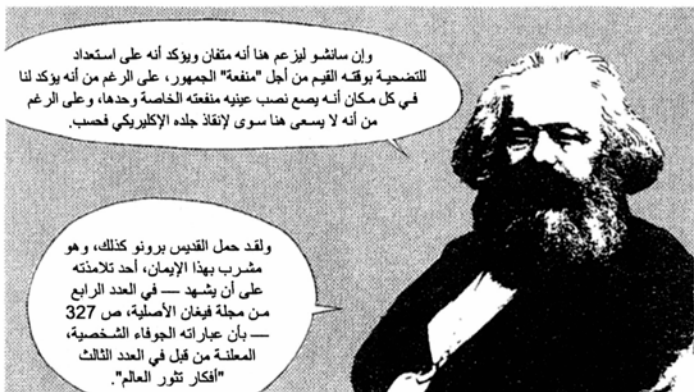 وإن سانشو ليزعم هنا أنه متفان ويؤكد أنه على استعداد
للتضحية بوقته القيم من أجل "منفعة" الجمهور، على الرغم من أنه يؤكد لنا
في كل مكان أنه يصع نصب عينيه منفعته الخاصة وحدها، وعلى الرغم
من أنه لا يسعى هنا سوى لإنقاذ جلده الإكليريكي فحسب.
ولقد حمل القديس برونو كذلك، وهو
مشرب بهذا الإيمان، أحد تلامذته
على أن يشهد — في العدد الرابع
من مجلة فيغان الأصلية، ص 327
— بأن عباراته الجوفاء الشخصية،
المعلنة من قبل في العدد الثالث
"أفكار تثور العالم".